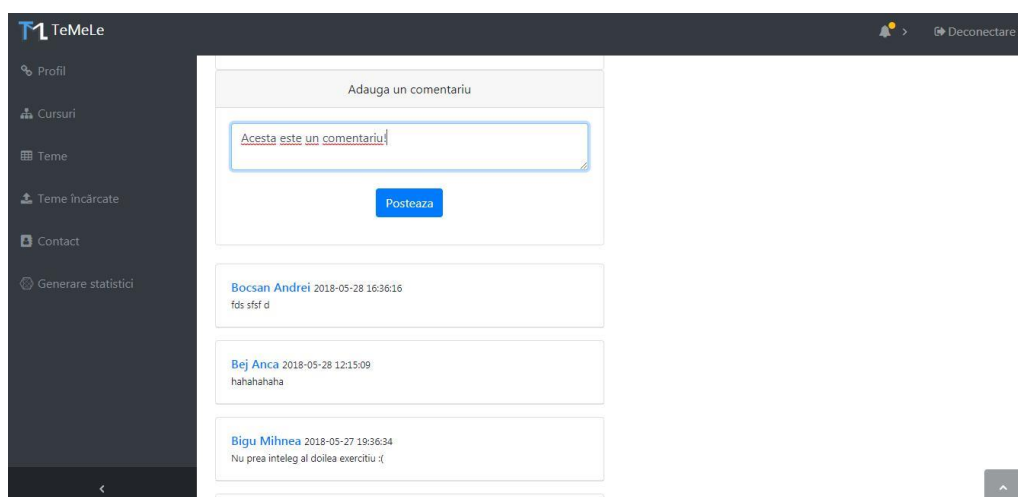 TeMeLe
Deconectare
Profil
Cursuri
Teme
Teme încărcate
Contact
Generare statistici
Adauga un comentariu
Acesta este un comentariu!
Posteaza
Bocsan Andrei 2018-05-28 16:36:16
fds sfsf d
Bej Anca 2018-05-28 12:15:09
hahahahaha
Bigu Mihnea 2018-05-27 19:36:34
Nu prea inteleg al doilea exercitiu :(